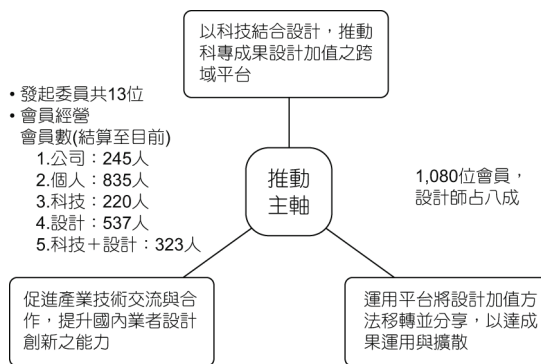 以科技結合設計，推動
科專成果設計加值之跨
域平台
• 發起委員共13位
• 會員經營
會員數(結算至目前)
1.公司：245人
2.個人：835人
3.科技：220人
4.設計：537人
5.科技＋設計：323人
推動
主軸
1,080位會員，
設計師占八成
促進產業技術交流與合
作，提升國內業者設計
創新之能力
運用平台將設計加值方
法移轉並分享，以達成
果運用與擴散